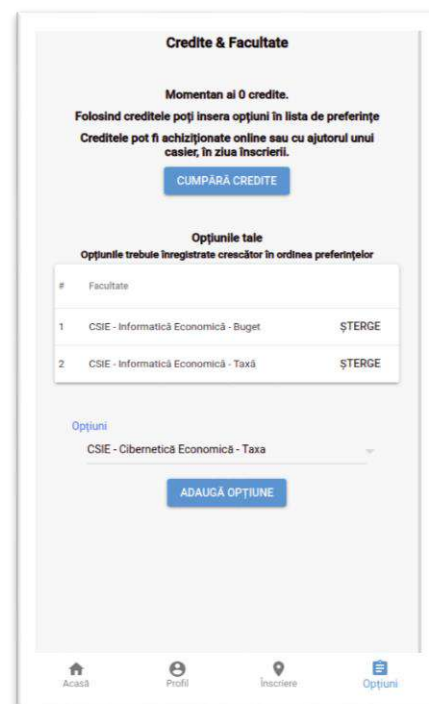 Credite & Facultate
Momentan ai 0 credite.
Folosind creditele poți insera opțiuni în lista de preferințe
Creditele pot fi achiziționate online sau cu ajutorul unui
casier, în ziua înscrierii.
CUMPĂRĂ CREDITE
Opțiunile tale
Opțiunile trebuie înregistrate crescător în ordinea preferințelor
# Facultate
1 CSIE - Informatică Economică - Buget ȘTERGE
2 CSIE - Informatică Economică - Taxă ȘTERGE
Opțiuni
CSIE - Cibernetică Economică - Taxa
ADAUGĂ OPȚIUNE
Acasă Profil Înscriere Opțiuni